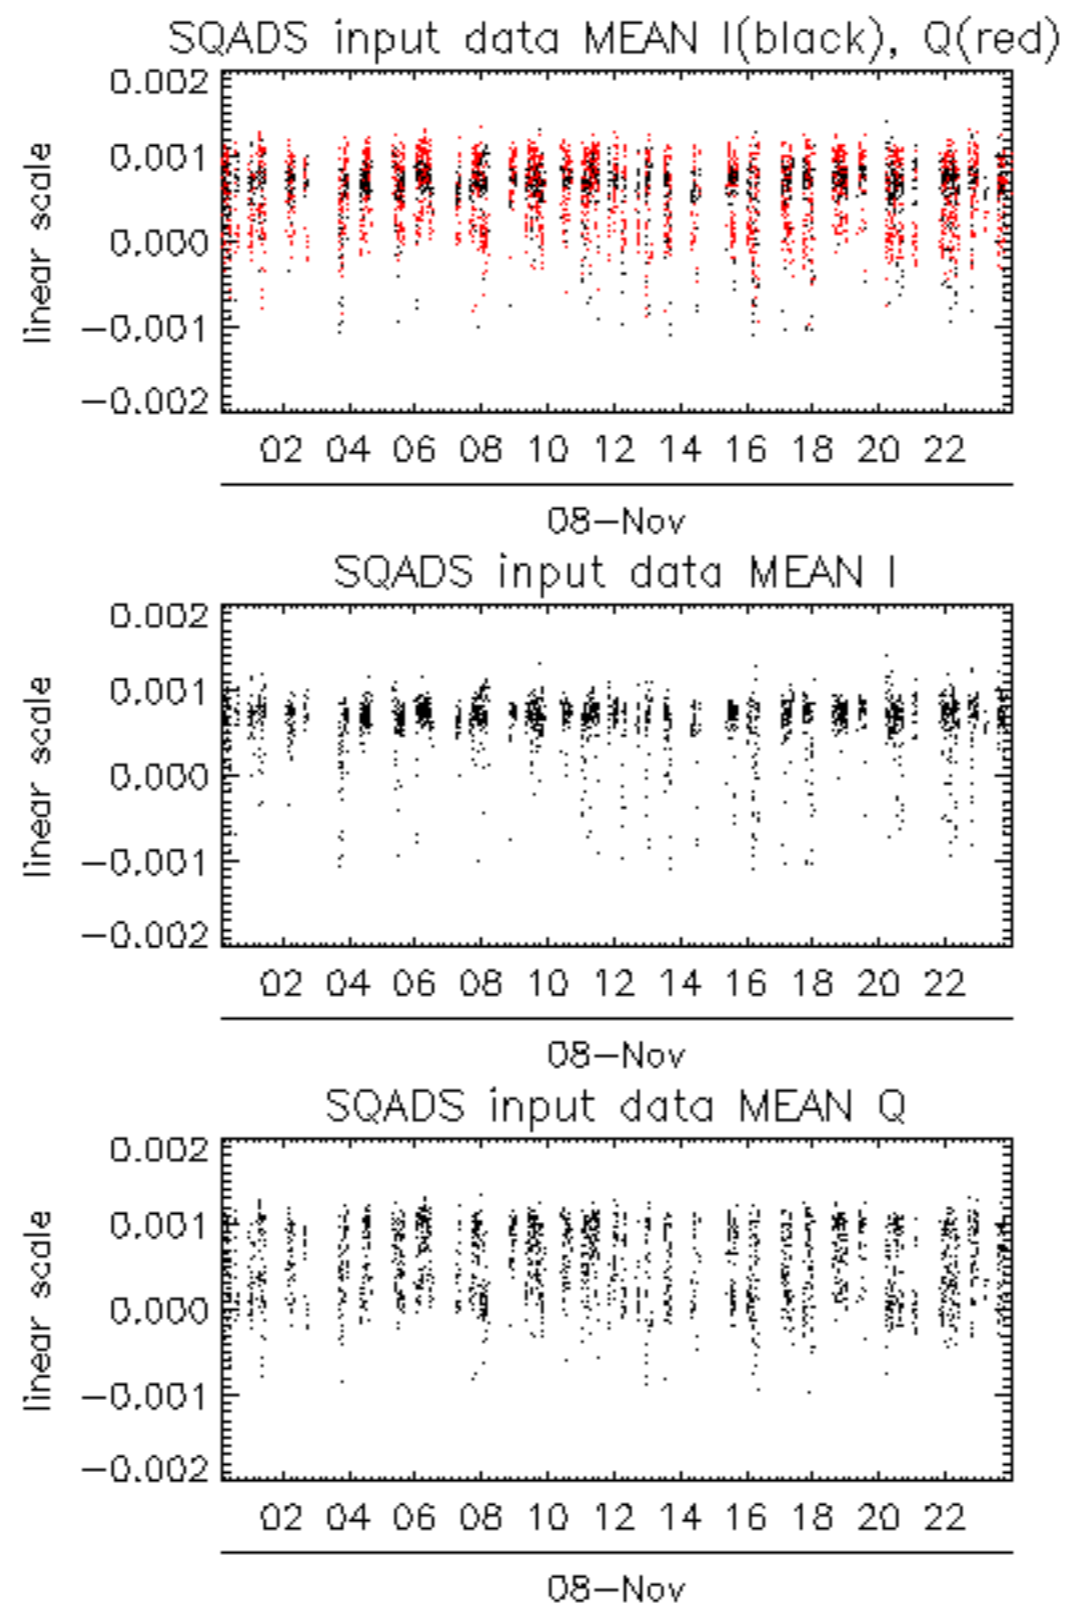 SQADS input data MEAN I(black), Q(red)
0.002
0.001
0.000
−0.001
−0.002
linear scale
02 04 06 08 10 12 14 16 18 20 22
08−Nov
SQADS input data MEAN I
0.002
0.001
0.000
−0.001
−0.002
linear scale
02 04 06 08 10 12 14 16 18 20 22
08−Nov
SQADS input data MEAN Q
0.002
0.001
0.000
−0.001
−0.002
linear scale
02 04 06 08 10 12 14 16 18 20 22
08−Nov